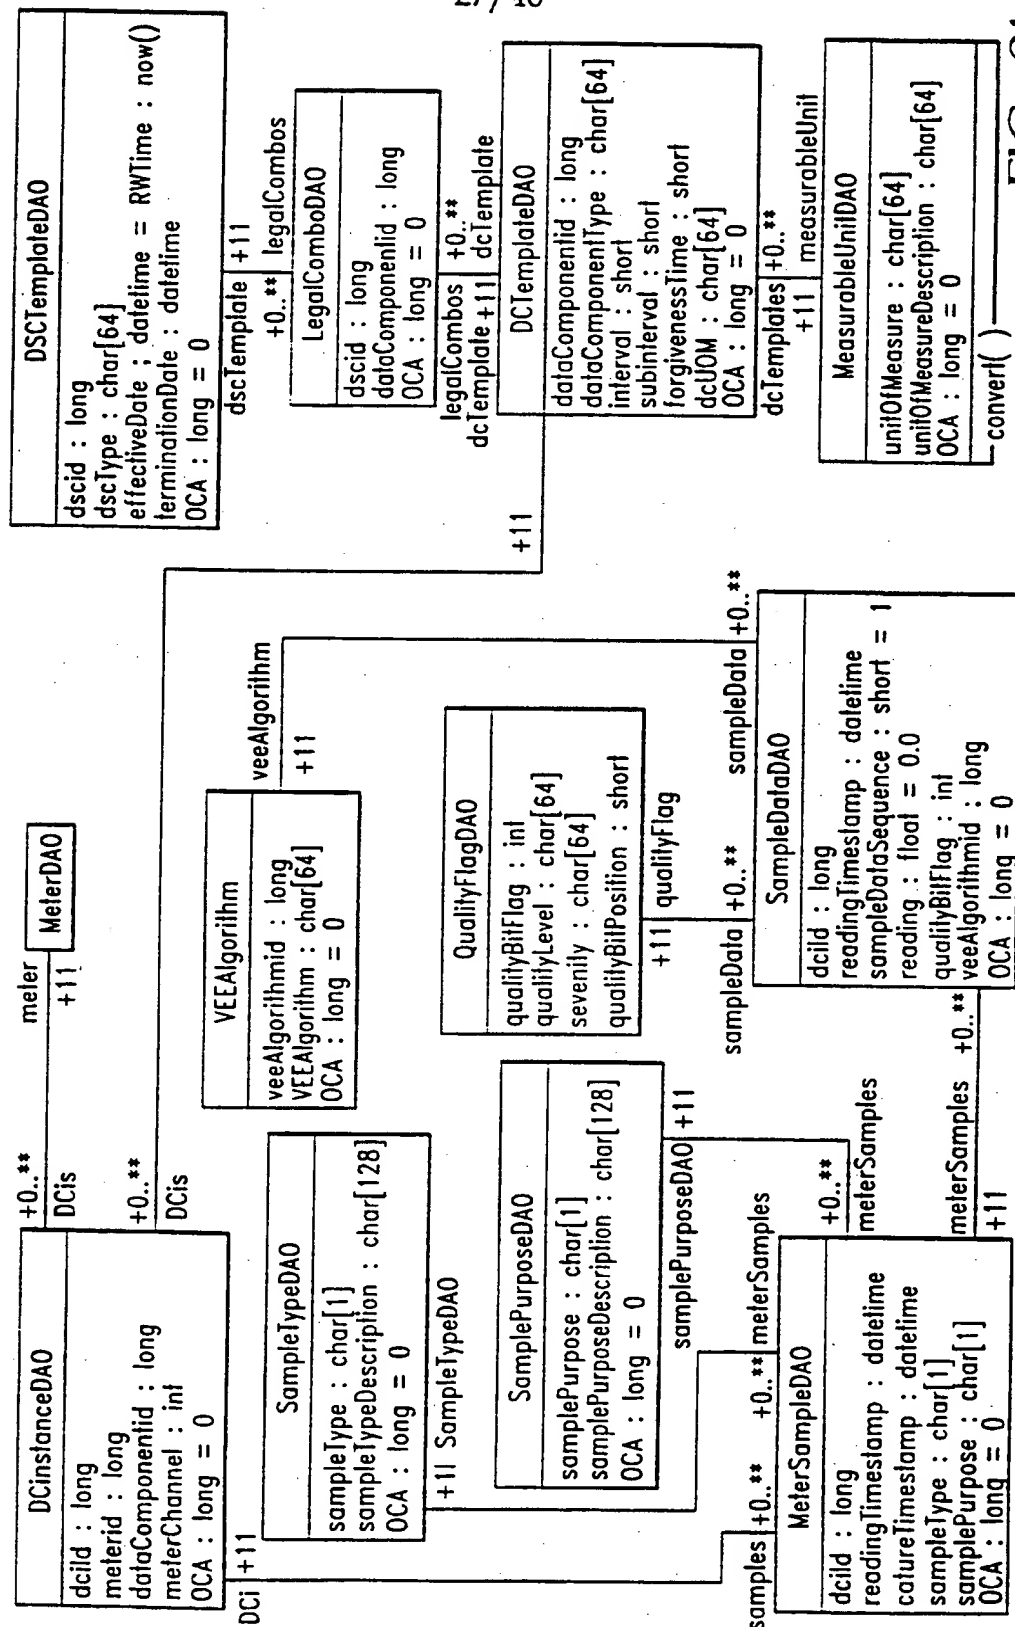 27/40
DCinstanceDAO
dciId : long
meterid : long
dataComponentid : long
meterChannel : int
OCA : long = 0
+0..**
DCis
meter
+11
MeterDAO
+0..**
DCis
+11
DCi
+11
SampleTypeDAO
sampleType : char[1]
sampleTypeDescription : char[128]
OCA : long = 0
+11 SampleTypeDAO
VEEAlgorithm
veeAlgorithmid : long
VEEAlgorithm : char[64]
OCA : long = 0
veeAlgorithm
+11
DSCTemplateDAO
dscid : long
dscType : char[64]
effectiveDate ; datetime = RWTime : now()
terminationDate : datetime
OCA : long = 0
dscTemplate
+11
+0..**
legalCombos
LegalComboDAO
dscid : long
dataComponentid : long
OCA : long = 0
legalCombos
+0..**
dcTemplate +11
dcTemplate
SamplePurposeDAO
samplePurpose : char[1]
samplePurposeDescription : char[128]
OCA : long = 0
samplePurposeDAO
+11
QualityFlagDAO
qualityBitFlag : int
qualityLevel : char[64]
sevenity : char[64]
qualityBitPosition : short
+11
qualityFlag
sampleData
+0..**
sampleData
+0..**
DCTemplateDAO
dataComponentid : long
dataComponentType : char[64]
interval : short
subinterval : short
forgivenessTime : short
dcUOM : char[64]
OCA : long = 0
dcTemplates
+0..**
+11
measurableUnit
samples
+0..**
+0..**
meterSamples
+0..**
meterSamples
MeterSampleDAO
dciId : long
readingTimestamp : datetime
catureTimestamp : datetime
sampleType : char[1]
samplePurpose : char[1]
OCA : long = 0
meterSamples
+0..**
+11
SampleDataDAO
dciId : long
readingTimestamp : datetime
sampleDataSequence : short = 1
reading : float = 0.0
qualityBitFlag : int
veeAlgorithmid : long
OCA : long = 0
MeasurableUnitDAO
unitOfMeasure : char[64]
unitOfMeasureDescription : char[64]
OCA : long = 0
convert( )